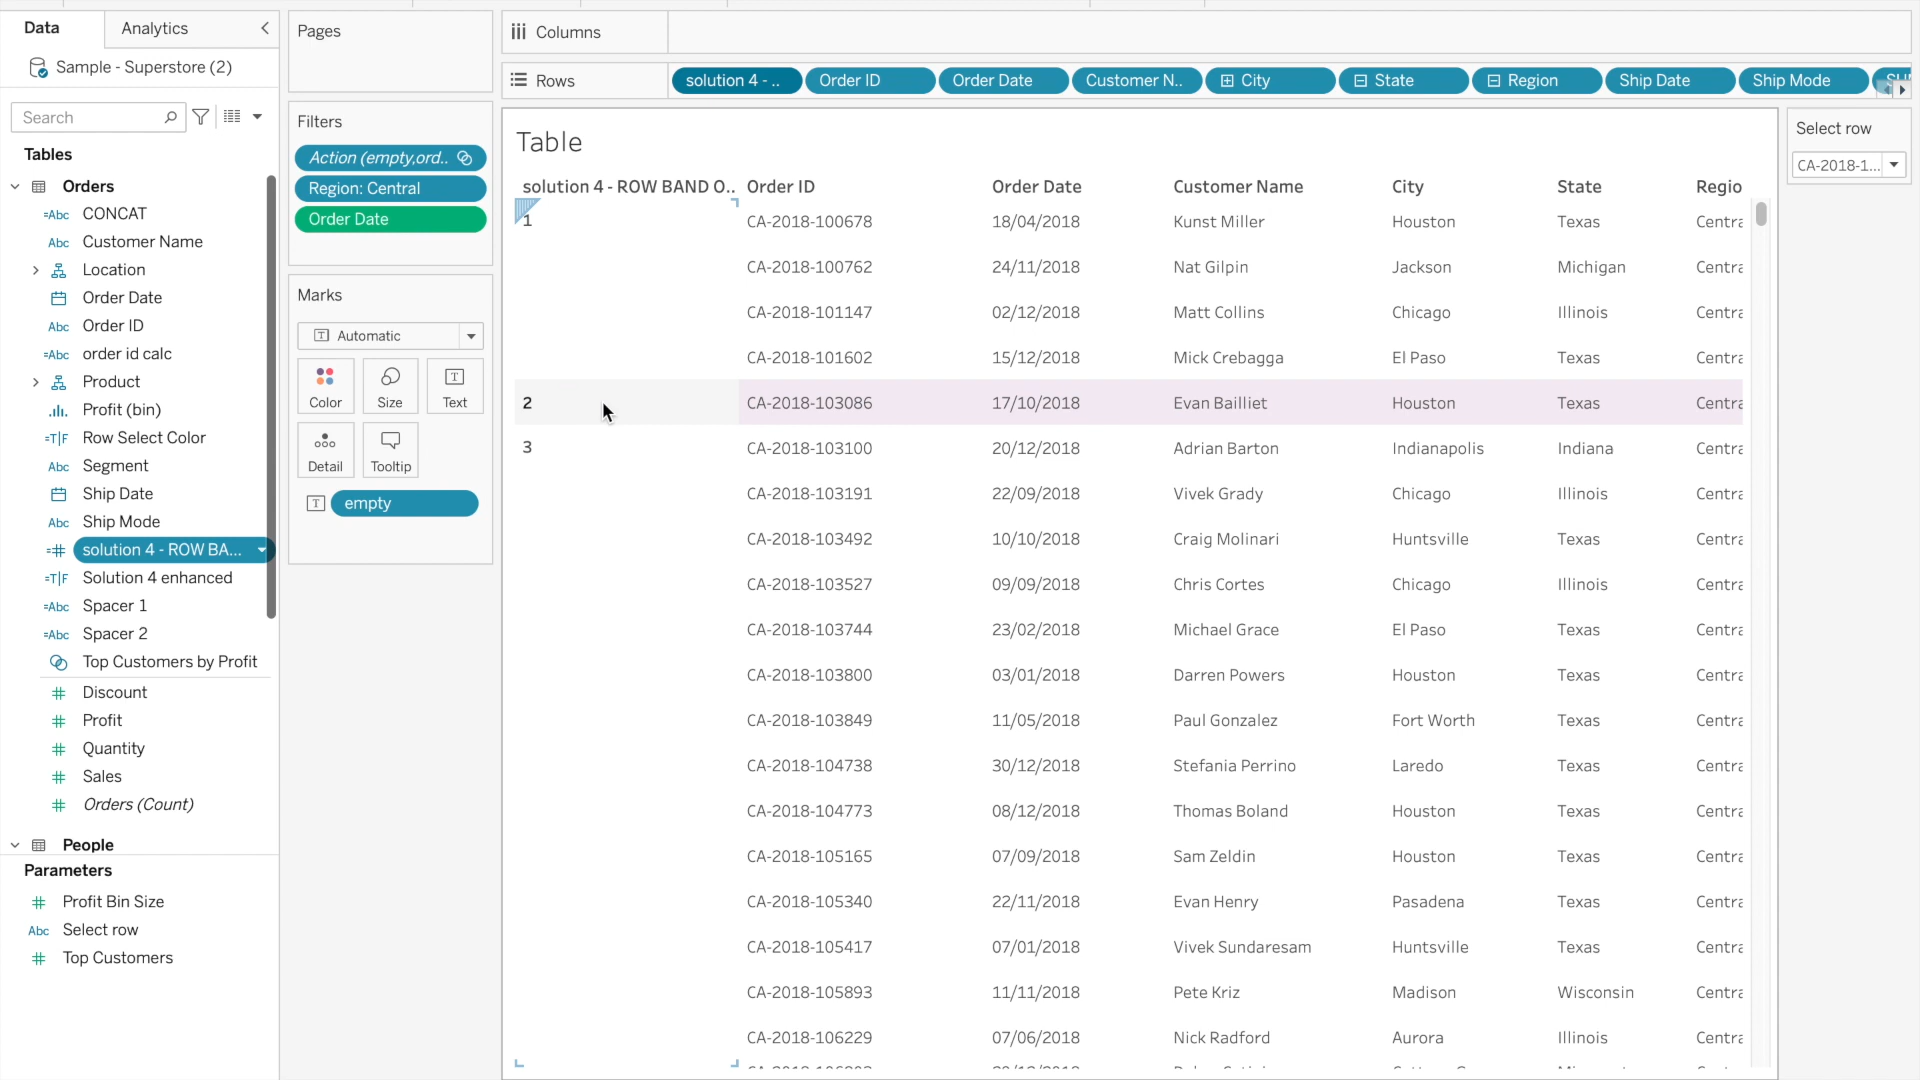 Data
Analytics
Sample - Superstore (2)
Search
Tables
Orders
=Abc CONCAT
Abc Customer Name
Location
Order Date
Abc Order ID
=Abc order id calc
Product
Profit (bin)
=T|F Row Select Color
Abc Segment
Ship Date
Abc Ship Mode
=# solution 4 - ROW BA...
=T|F Solution 4 enhanced
=Abc Spacer 1
=Abc Spacer 2
Top Customers by Profit
# Discount
# Profit
# Quantity
# Sales
# Orders (Count)
People
Parameters
# Profit Bin Size
Abc Select row
# Top Customers
Pages
Filters
Action (empty,ord..
Region: Central
Order Date
Marks
T Automatic
Color Size T Text
Detail Tooltip
T empty
Columns
Rows solution 4 - .. Order ID Order Date Customer N.. City State Region Ship Date Ship Mode
Table
solution 4 - ROW BAND O.. Order ID Order Date Customer Name City State Regio
1 CA-2018-100678 18/04/2018 Kunst Miller Houston Texas Centra
CA-2018-100762 24/11/2018 Nat Gilpin Jackson Michigan Centra
CA-2018-101147 02/12/2018 Matt Collins Chicago Illinois Centra
CA-2018-101602 15/12/2018 Mick Crebagga El Paso Texas Centra
2 CA-2018-103086 17/10/2018 Evan Bailliet Houston Texas Centra
3 CA-2018-103100 20/12/2018 Adrian Barton Indianapolis Indiana Centra
CA-2018-103191 22/09/2018 Vivek Grady Chicago Illinois Centra
CA-2018-103492 10/10/2018 Craig Molinari Huntsville Texas Centra
CA-2018-103527 09/09/2018 Chris Cortes Chicago Illinois Centra
CA-2018-103744 23/02/2018 Michael Grace El Paso Texas Centra
CA-2018-103800 03/01/2018 Darren Powers Houston Texas Centra
CA-2018-103849 11/05/2018 Paul Gonzalez Fort Worth Texas Centra
CA-2018-104738 30/12/2018 Stefania Perrino Laredo Texas Centra
CA-2018-104773 08/12/2018 Thomas Boland Houston Texas Centra
CA-2018-105165 07/09/2018 Sam Zeldin Houston Texas Centra
CA-2018-105340 22/11/2018 Evan Henry Pasadena Texas Centra
CA-2018-105417 07/01/2018 Vivek Sundaresam Huntsville Texas Centra
CA-2018-105893 11/11/2018 Pete Kriz Madison Wisconsin Centra
CA-2018-106229 07/06/2018 Nick Radford Aurora Illinois Centra
Select row
CA-2018-1...